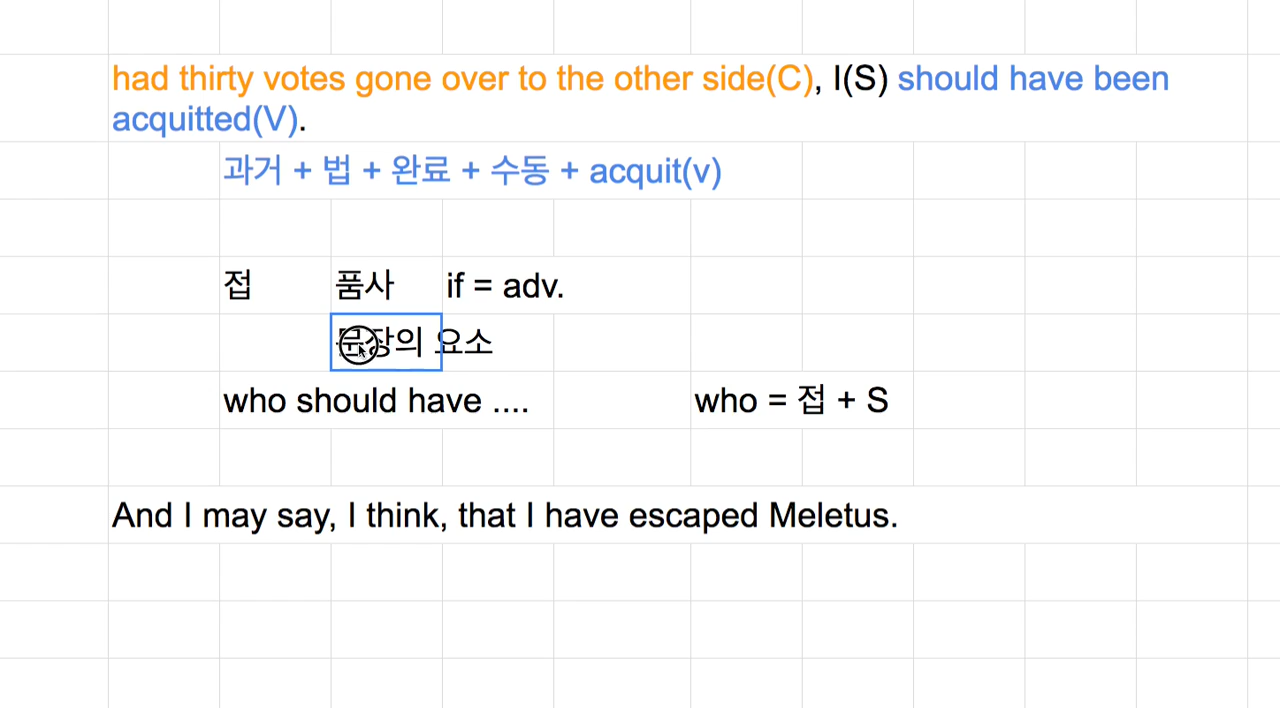 had thirty votes gone over to the other side(C), I(S) should have been
acquitted(V).
과거 + 법 + 완료 + 수동 + acquit(v)
접 품사 if = adv.
문장의 요소
who should have .... who = 접 + S
And I may say, I think, that I have escaped Meletus.